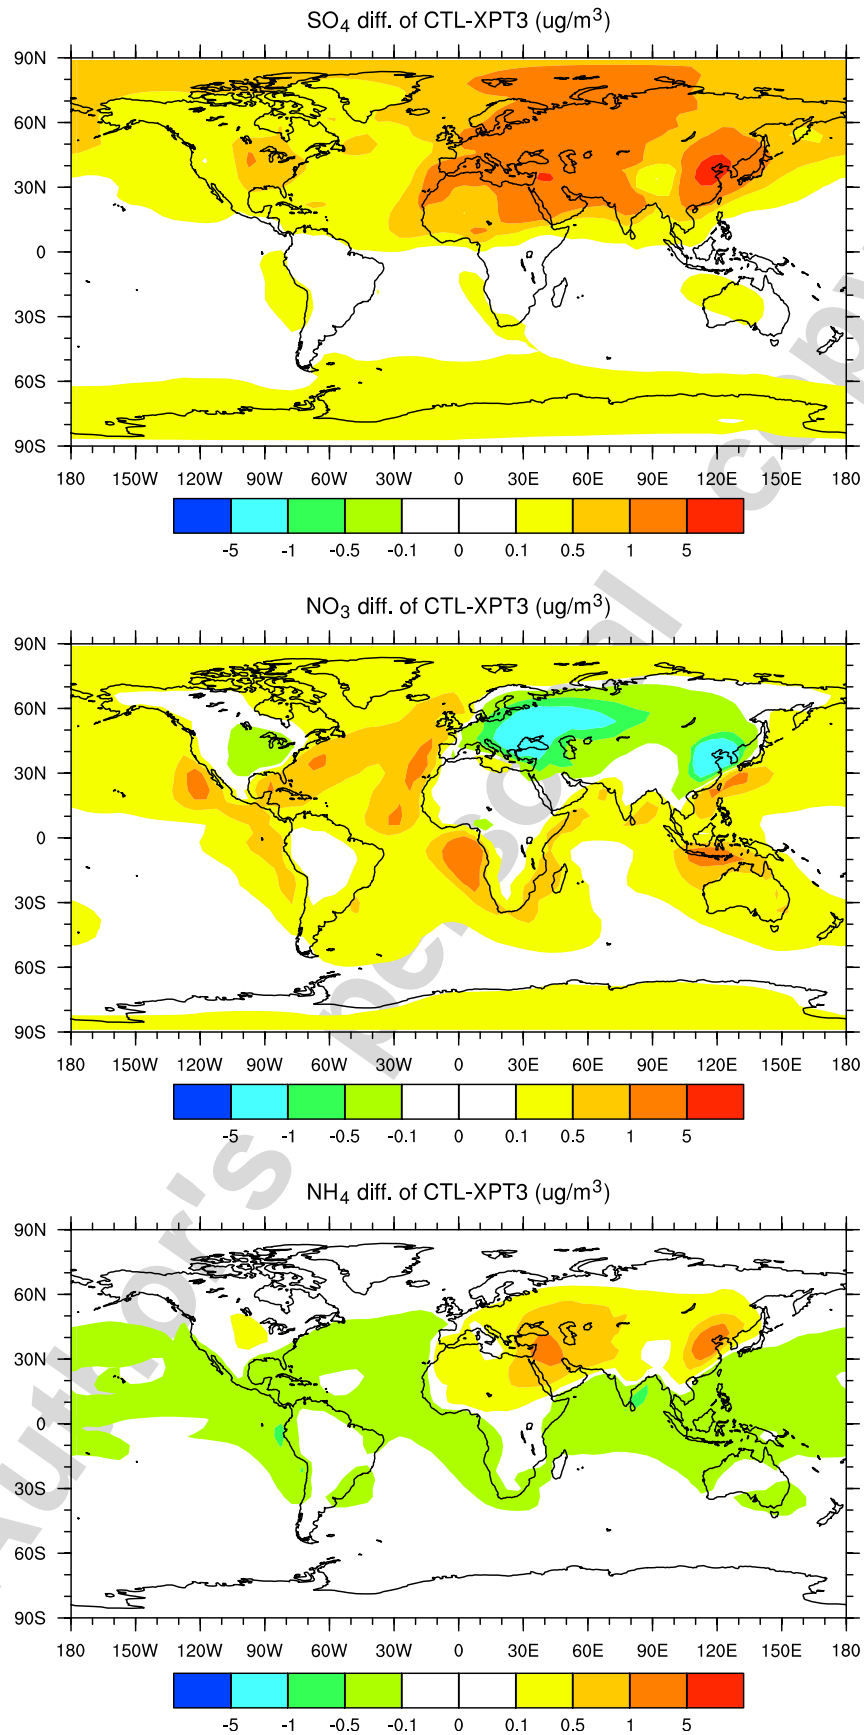 SO4 diff. of CTL-XPT3 (ug/m3)
90N
60N
30N
0
30S
60S
90S
180 150W 120W 90W 60W 30W 0 30E 60E 90E 120E 150E 180
-5 -1 -0.5 -0.1 0 0.1 0.5 1 5
NO3 diff. of CTL-XPT3 (ug/m3)
90N
60N
30N
0
30S
60S
90S
180 150W 120W 90W 60W 30W 0 30E 60E 90E 120E 150E 180
-5 -1 -0.5 -0.1 0 0.1 0.5 1 5
NH4 diff. of CTL-XPT3 (ug/m3)
90N
60N
30N
0
30S
60S
90S
180 150W 120W 90W 60W 30W 0 30E 60E 90E 120E 150E 180
-5 -1 -0.5 -0.1 0 0.1 0.5 1 5
Author's personal copy